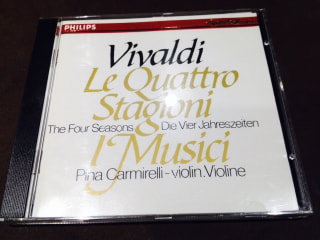 PHILIPS
Vivaldi
Le Quattro
Stagioni
The Four Seasons Die Vier Jahreszeiten
I Musici
Pina Carmirelli-violin.Violine